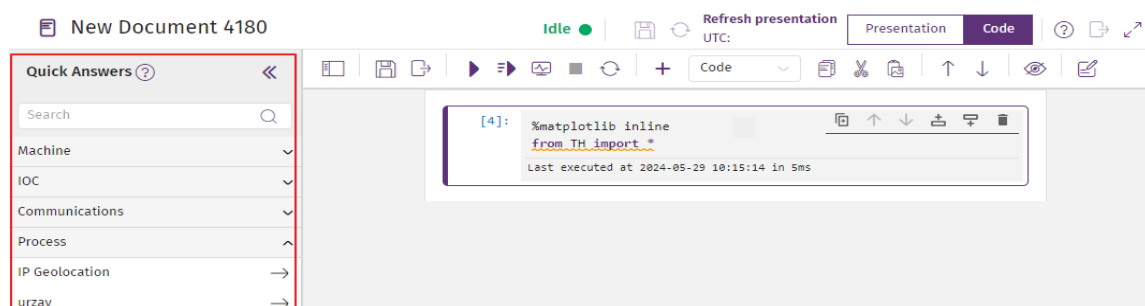 New Document 4180
Idle
Refresh presentation
UTC:
Presentation
Code
Quick Answers
Code
Search
Machine
IOC
Communications
Process
IP Geolocation
urzav
[4]:
%matplotlib inline
from TH import *
Last executed at 2024-05-29 10:15:14 in 5ms